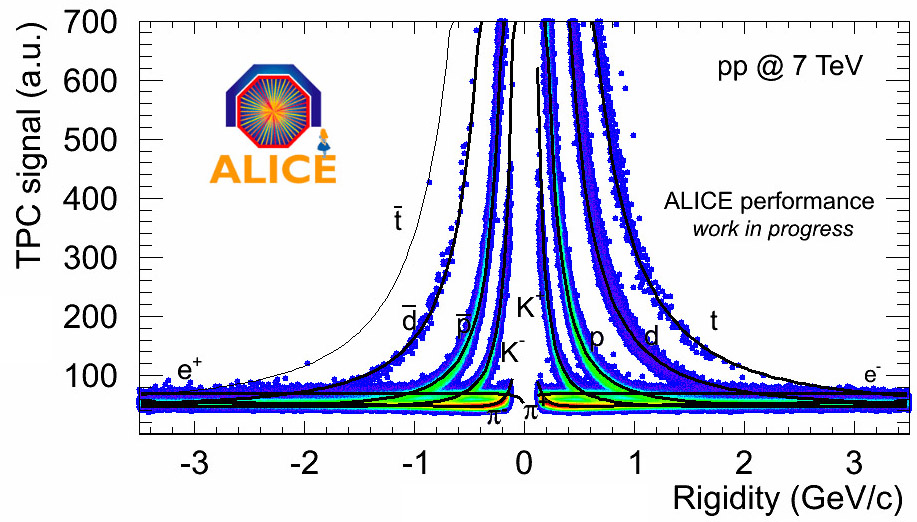 TPC signal (a.u.)
700
600
500
400
300
200
100
ALICE
pp @ 7 TeV
ALICE performance
work in progress
t̄
d̄
p̄
K⁺
K⁻
p
d
t
e⁺
e⁻
π
π
-3 -2 -1 0 1 2 3
Rigidity (GeV/c)